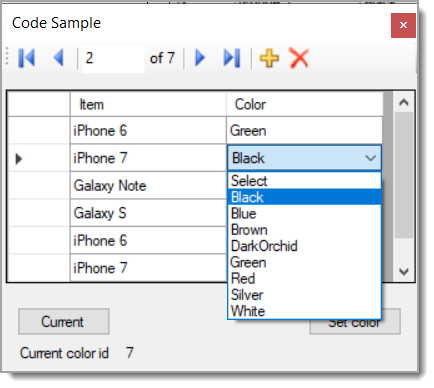 Code Sample
2 of 7
Item Color
iPhone 6 Green
iPhone 7 Black
Galaxy Note
Galaxy S
iPhone 6
iPhone 7
Select
Black
Blue
Brown
DarkOrchid
Green
Red
Silver
White
Current Set color
Current color id 7